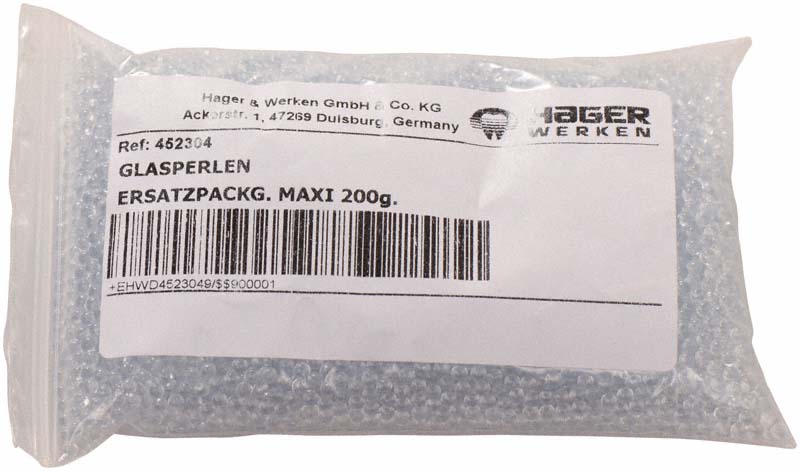 Hager & Werken GmbH & Co. KG
Ackerstr. 1, 47269 Duisburg, Germany
HAGER
WERKEN
Ref: 452304
GLASPERLEN
ERSATZPACKG. MAXI 200g.
+EHWD4523049/$$900001